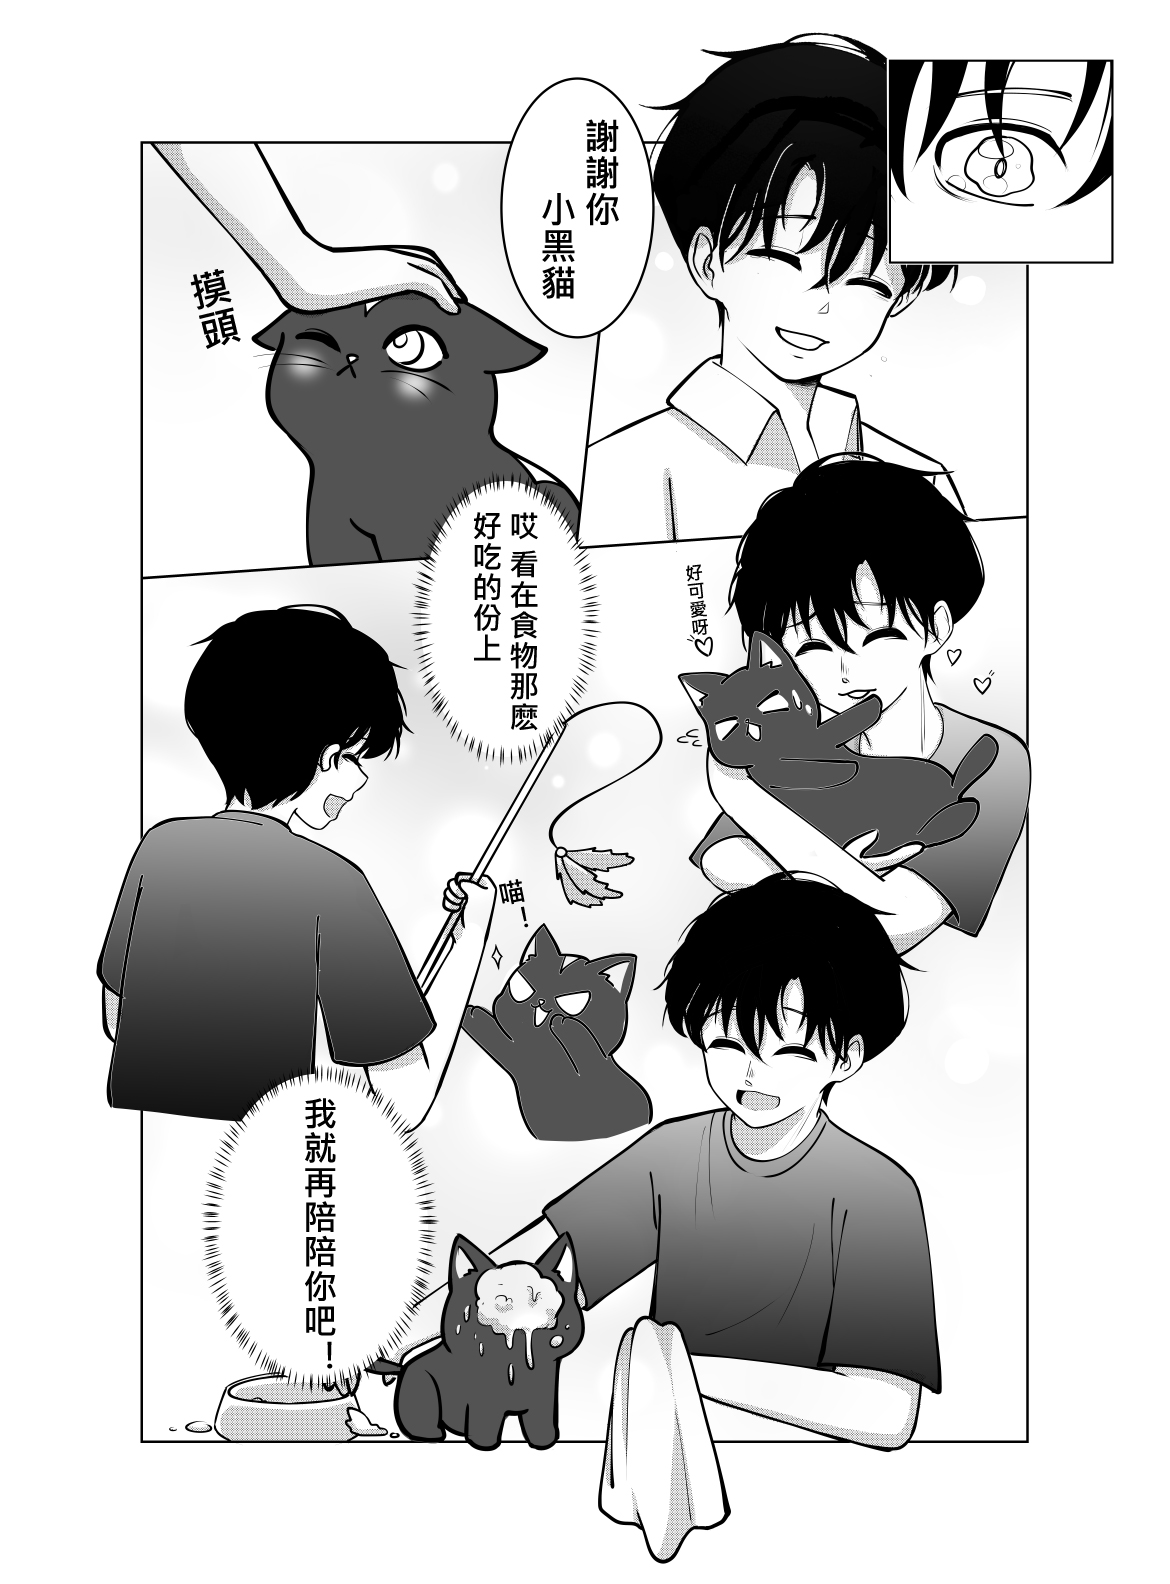 謝謝你
小黑貓
摸頭
好可愛呀
哎 看在食物那麽
好吃的份上
喵！
我就再陪陪你吧！